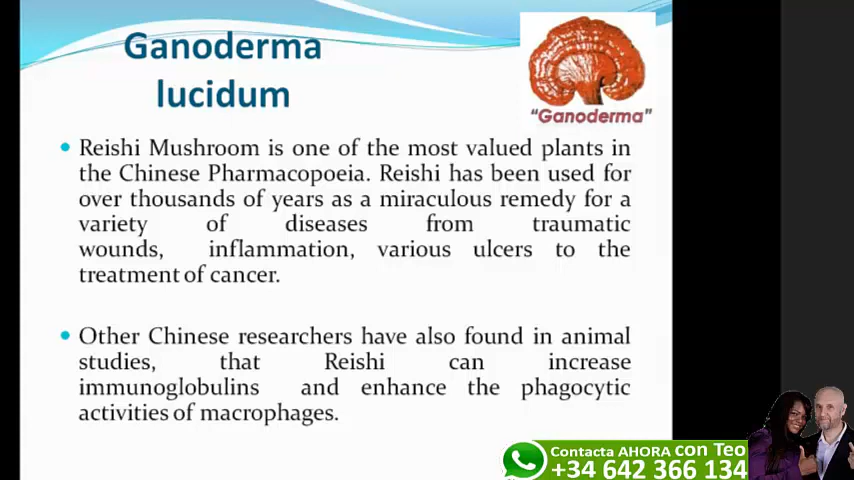 Ganoderma
lucidum
"Ganoderma"
• Reishi Mushroom is one of the most valued plants in
the Chinese Pharmacopoeia. Reishi has been used for
over thousands of years as a miraculous remedy for a
variety of diseases from traumatic
wounds, inflammation, various ulcers to the
treatment of cancer.
• Other Chinese researchers have also found in animal
studies, that Reishi can increase
immunoglobulins and enhance the phagocytic
activities of macrophages.
Contacta AHORA con Teo
+34 642 366 134